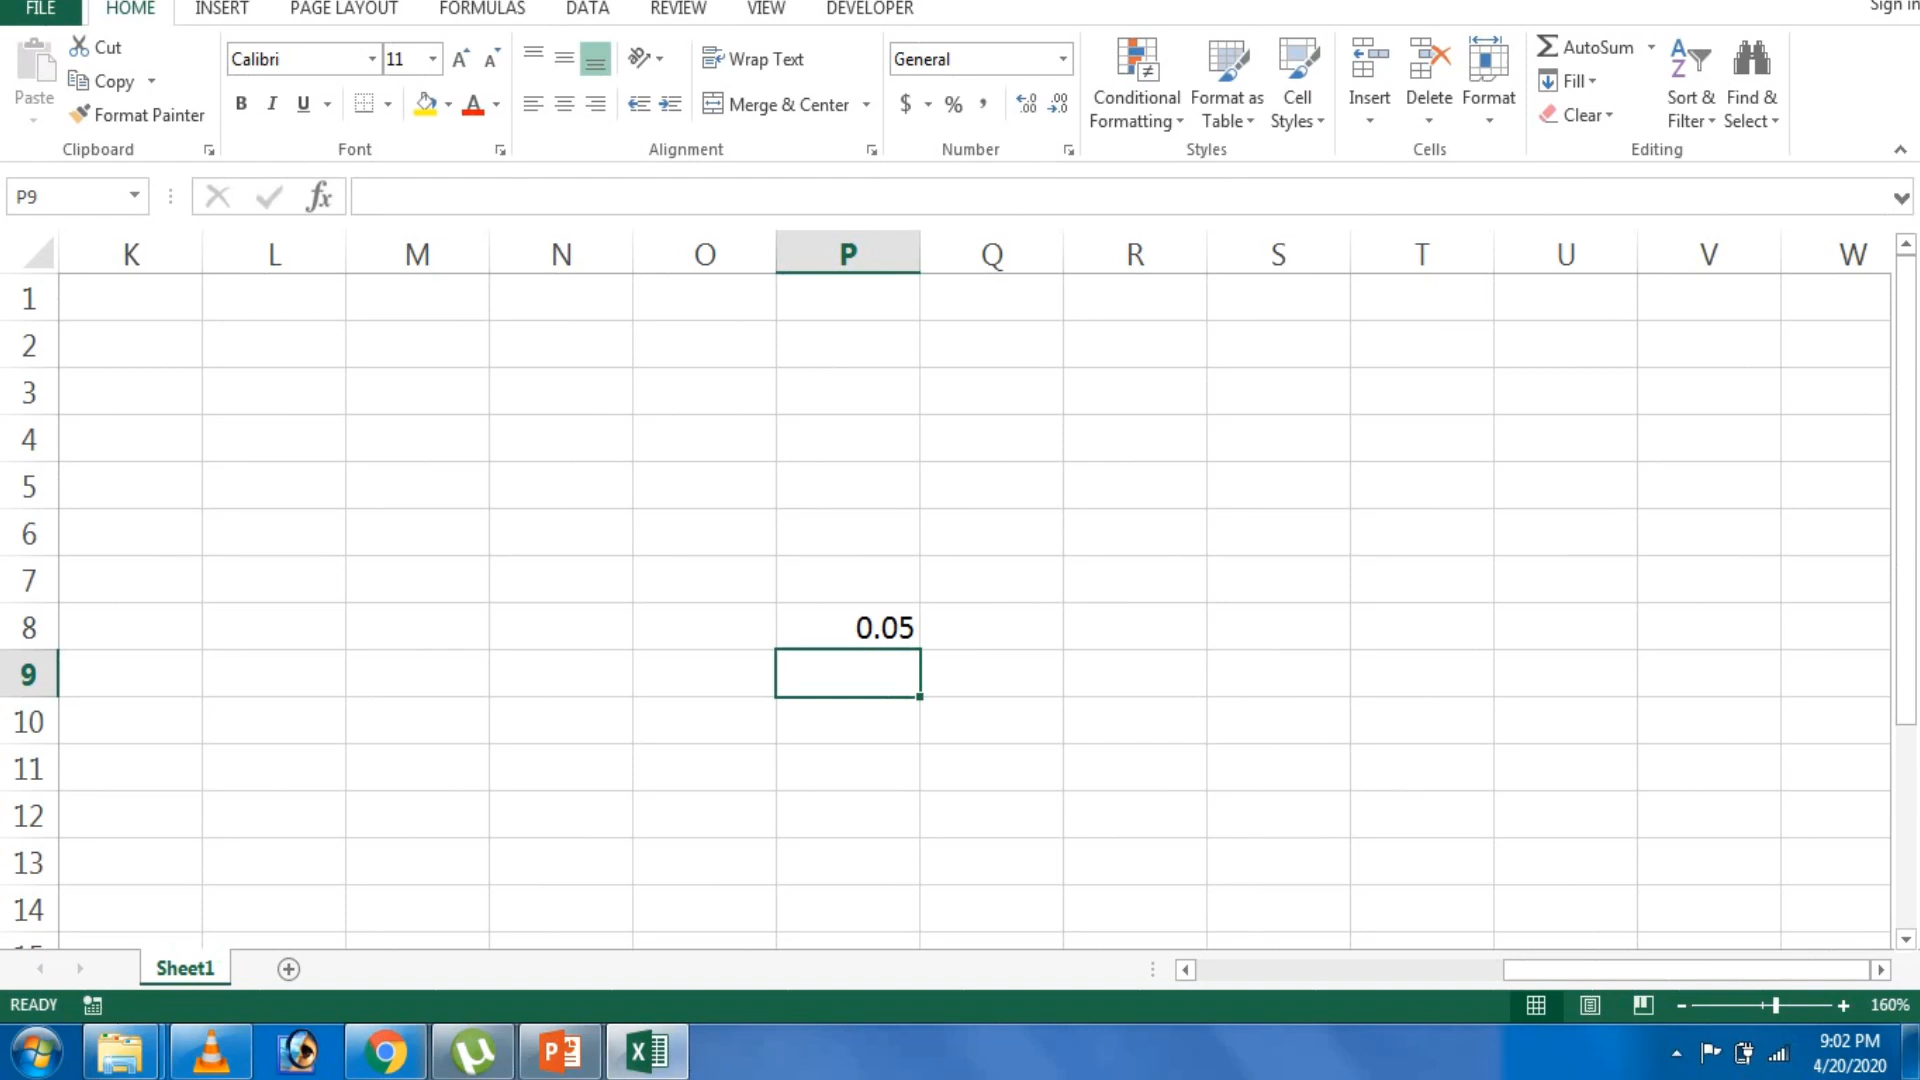 FILE HOME INSERT PAGE LAYOUT FORMULAS DATA REVIEW VIEW DEVELOPER Sign in
Paste
Cut
Copy
Format Painter
Clipboard
Calibri 11 A A
B I U A
Font
Wrap Text
Merge & Center
Alignment
General
$ % , .00 .00
Number
Conditional Formatting
Format as Table
Cell Styles
Styles
Insert Delete Format
Cells
AutoSum
Fill
Clear
Sort & Filter
Find & Select
Editing
P9 fx
K L M N O P Q R S T U V W
1
2
3
4
5
6
7
8 0.05
9
10
11
12
13
14
15
Sheet1
READY 160%
9:02 PM
4/20/2020